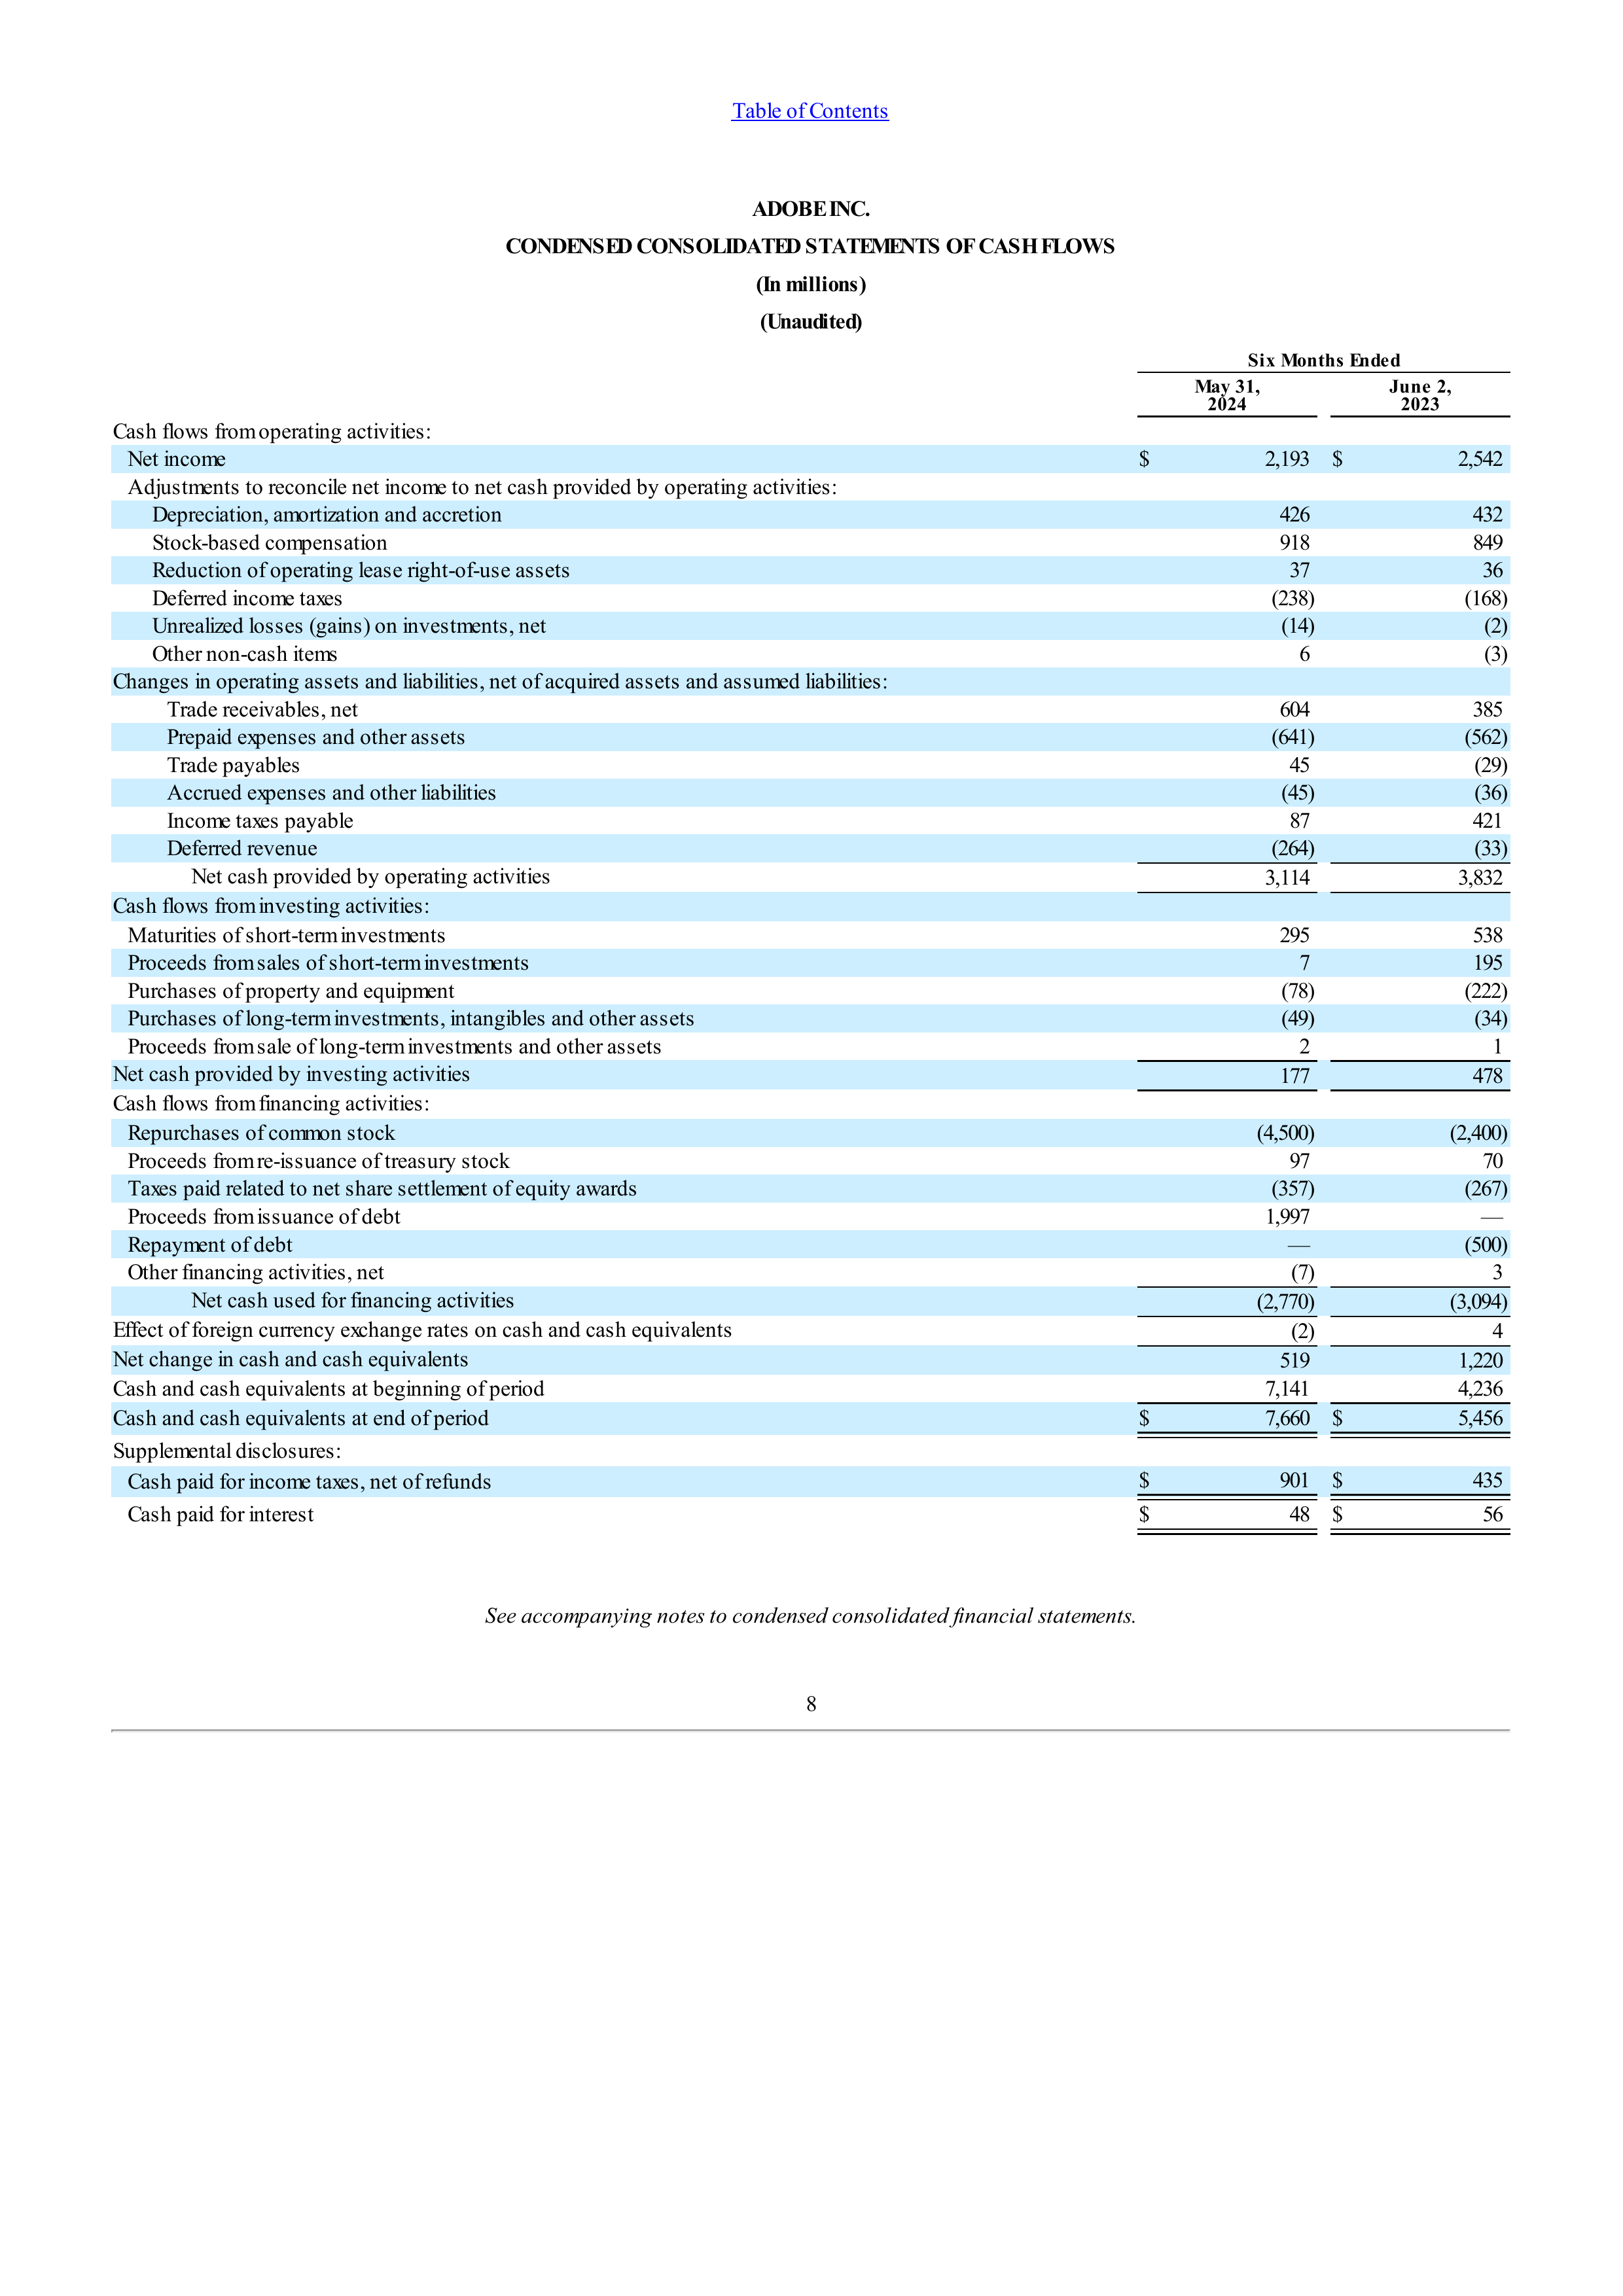 Table of Contents
ADOBE INC.
CONDENSED CONSOLIDATED STATEMENTS OF CASH FLOWS
(In millions)
(Unaudited)
Six Months Ended
May 31, 2024 June 2, 2023
Cash flows from operating activities:
Net income $ 2,193 $ 2,542
Adjustments to reconcile net income to net cash provided by operating activities:
Depreciation, amortization and accretion 426 432
Stock-based compensation 918 849
Reduction of operating lease right-of-use assets 37 36
Deferred income taxes (238) (168)
Unrealized losses (gains) on investments, net (14) (2)
Other non-cash items 6 (3)
Changes in operating assets and liabilities, net of acquired assets and assumed liabilities:
Trade receivables, net 604 385
Prepaid expenses and other assets (641) (562)
Trade payables 45 (29)
Accrued expenses and other liabilities (45) (36)
Income taxes payable 87 421
Deferred revenue (264) (33)
Net cash provided by operating activities 3,114 3,832
Cash flows from investing activities:
Maturities of short-term investments 295 538
Proceeds from sales of short-term investments 7 195
Purchases of property and equipment (78) (222)
Purchases of long-term investments, intangibles and other assets (49) (34)
Proceeds from sale of long-term investments and other assets 2 1
Net cash provided by investing activities 177 478
Cash flows from financing activities:
Repurchases of common stock (4,500) (2,400)
Proceeds from re-issuance of treasury stock 97 70
Taxes paid related to net share settlement of equity awards (357) (267)
Proceeds from issuance of debt 1,997 —
Repayment of debt — (500)
Other financing activities, net (7) 3
Net cash used for financing activities (2,770) (3,094)
Effect of foreign currency exchange rates on cash and cash equivalents (2) 4
Net change in cash and cash equivalents 519 1,220
Cash and cash equivalents at beginning of period 7,141 4,236
Cash and cash equivalents at end of period $ 7,660 $ 5,456
Supplemental disclosures:
Cash paid for income taxes, net of refunds $ 901 $ 435
Cash paid for interest $ 48 $ 56
See accompanying notes to condensed consolidated financial statements.
8